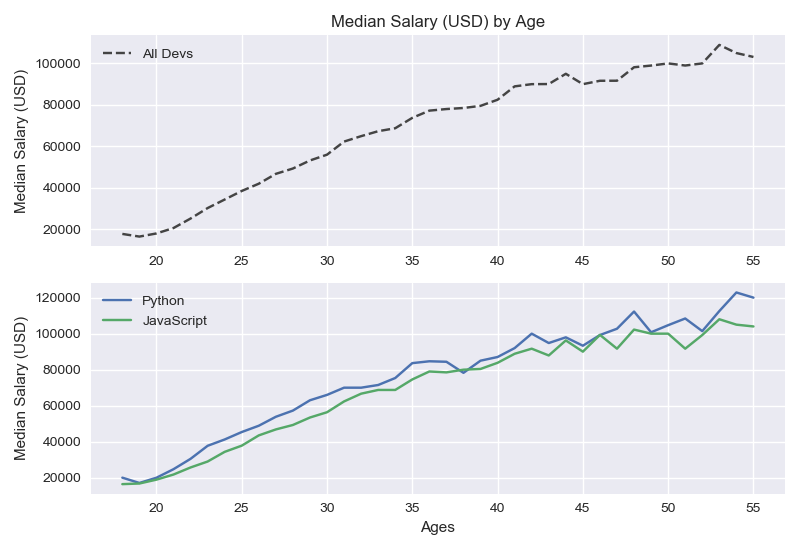 Median Salary (USD) by Age
All Devs
Median Salary (USD)
100000
80000
60000
40000
20000
20 25 30 35 40 45 50 55
Python
JavaScript
Median Salary (USD)
120000
100000
80000
60000
40000
20000
20 25 30 35 40 45 50 55
Ages